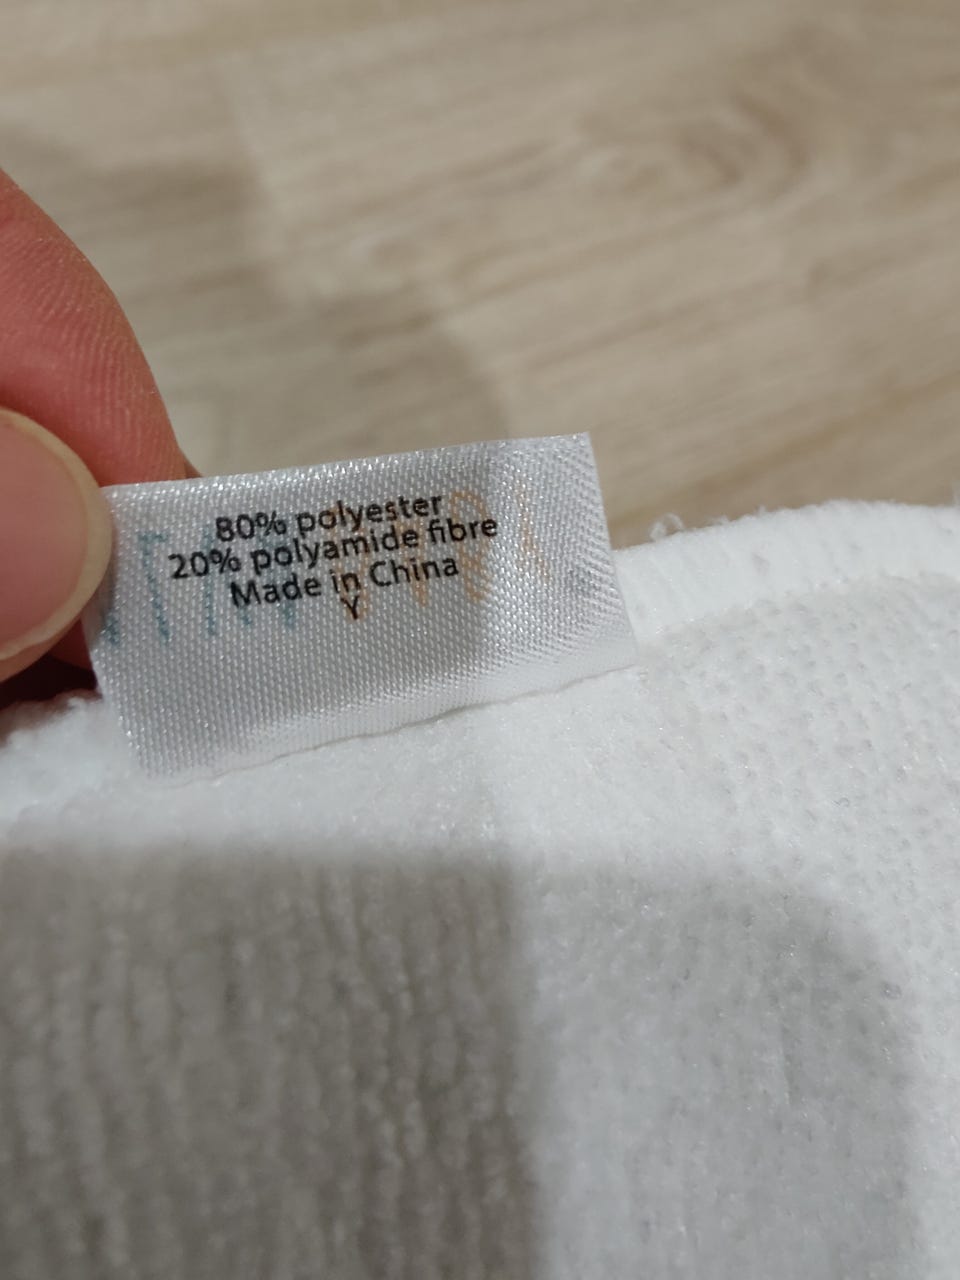 80% polyester
20% polyamide fibre
Made in China
Y